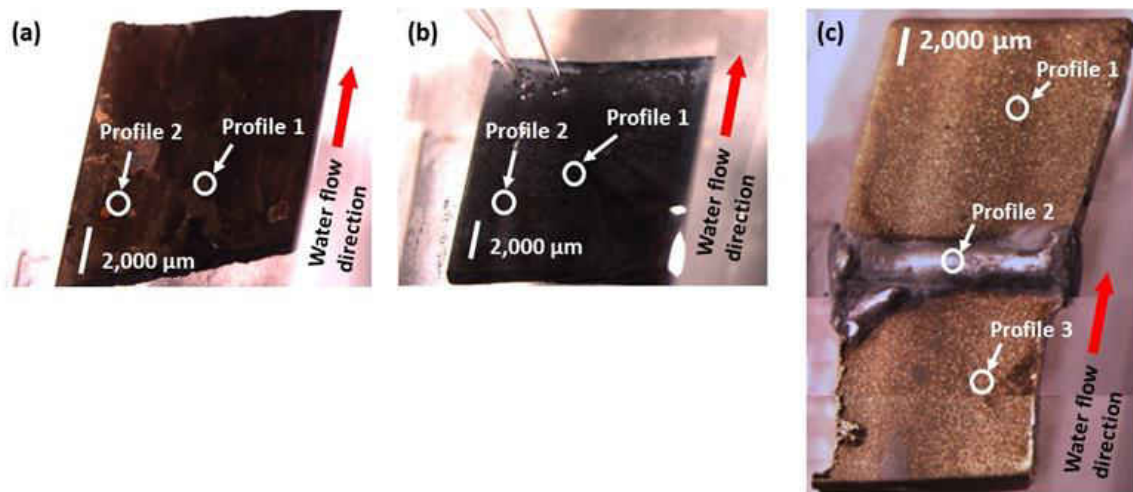 (a)
Profile 2
Profile 1
2,000 µm
Water flow
direction
(b)
Profile 2
Profile 1
2,000 µm
Water flow
direction
(c)
2,000 µm
Profile 1
Profile 2
Profile 3
Water flow
direction